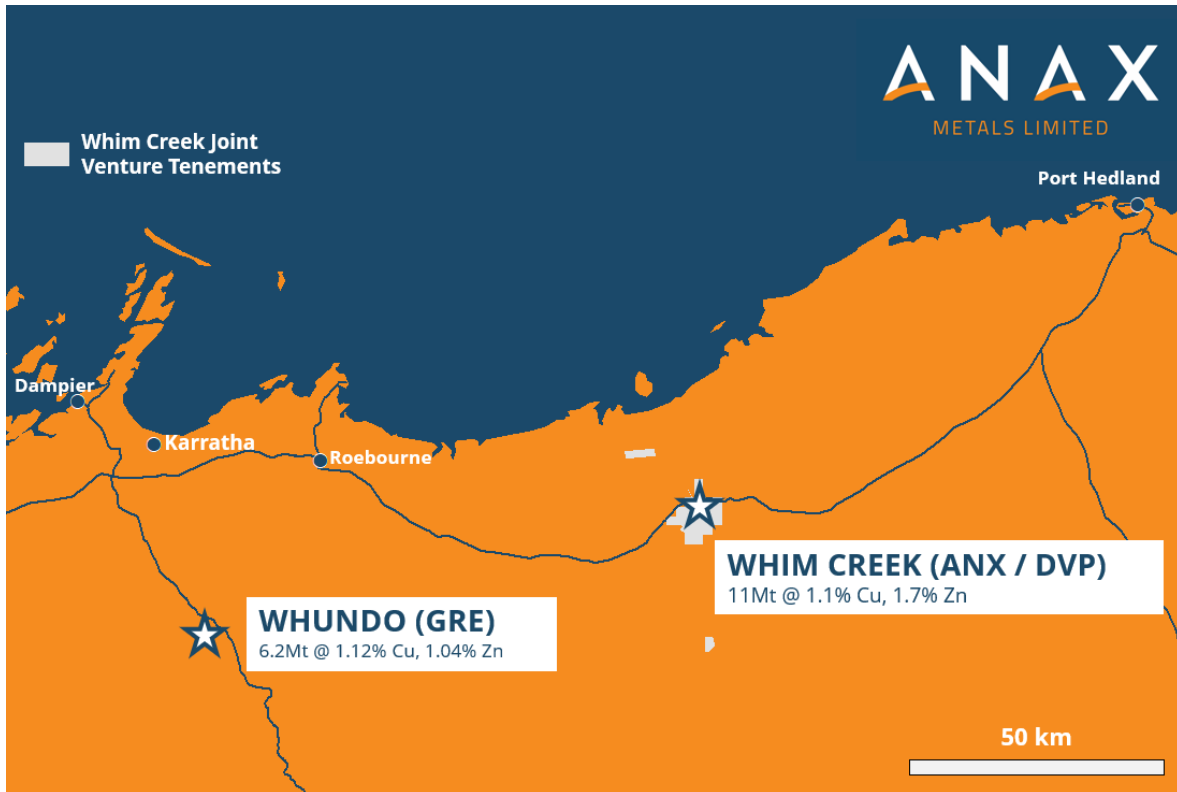 ANAX
METALS LIMITED
Whim Creek Joint
Venture Tenements
Port Hedland
Dampier
Karratha
Roebourne
WHIM CREEK (ANX / DVP)
11Mt @ 1.1% Cu, 1.7% Zn
WHUNDO (GRE)
6.2Mt @ 1.12% Cu, 1.04% Zn
50 km